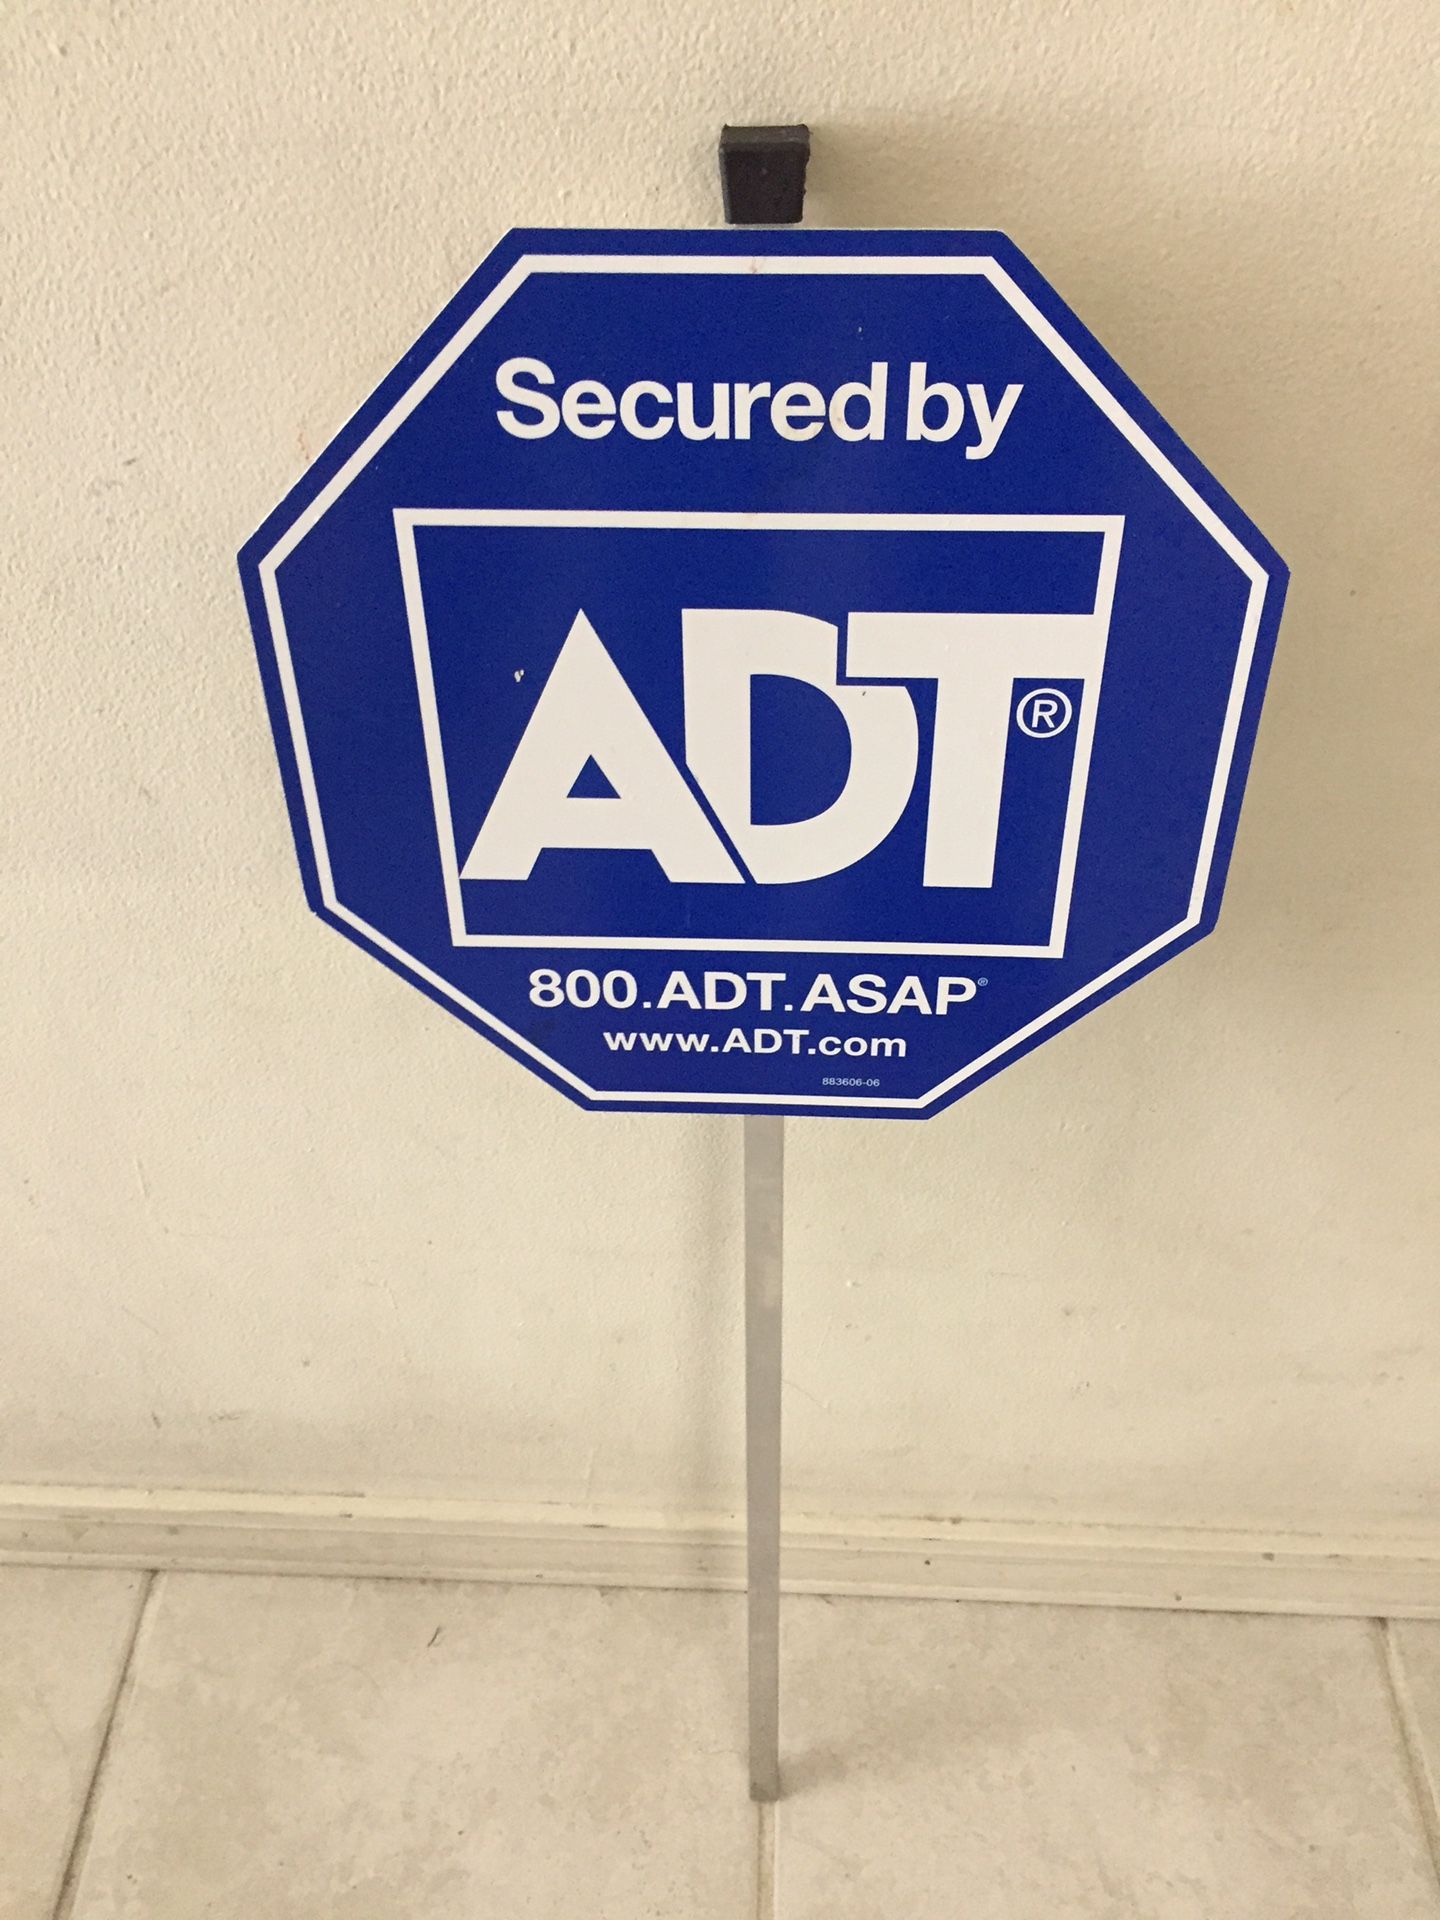 Secured by
ADT®
800.ADT.ASAP®
www.ADT.com
883606-06